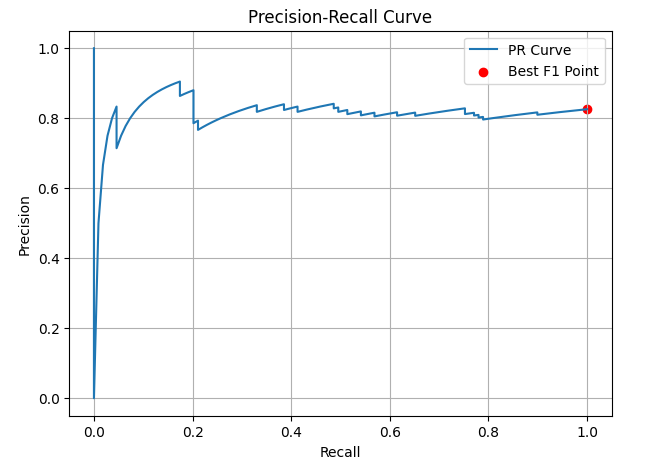 Precision-Recall Curve
PR Curve
Best F1 Point
Precision
1.0
0.8
0.6
0.4
0.2
0.0
0.0 0.2 0.4 0.6 0.8 1.0
Recall